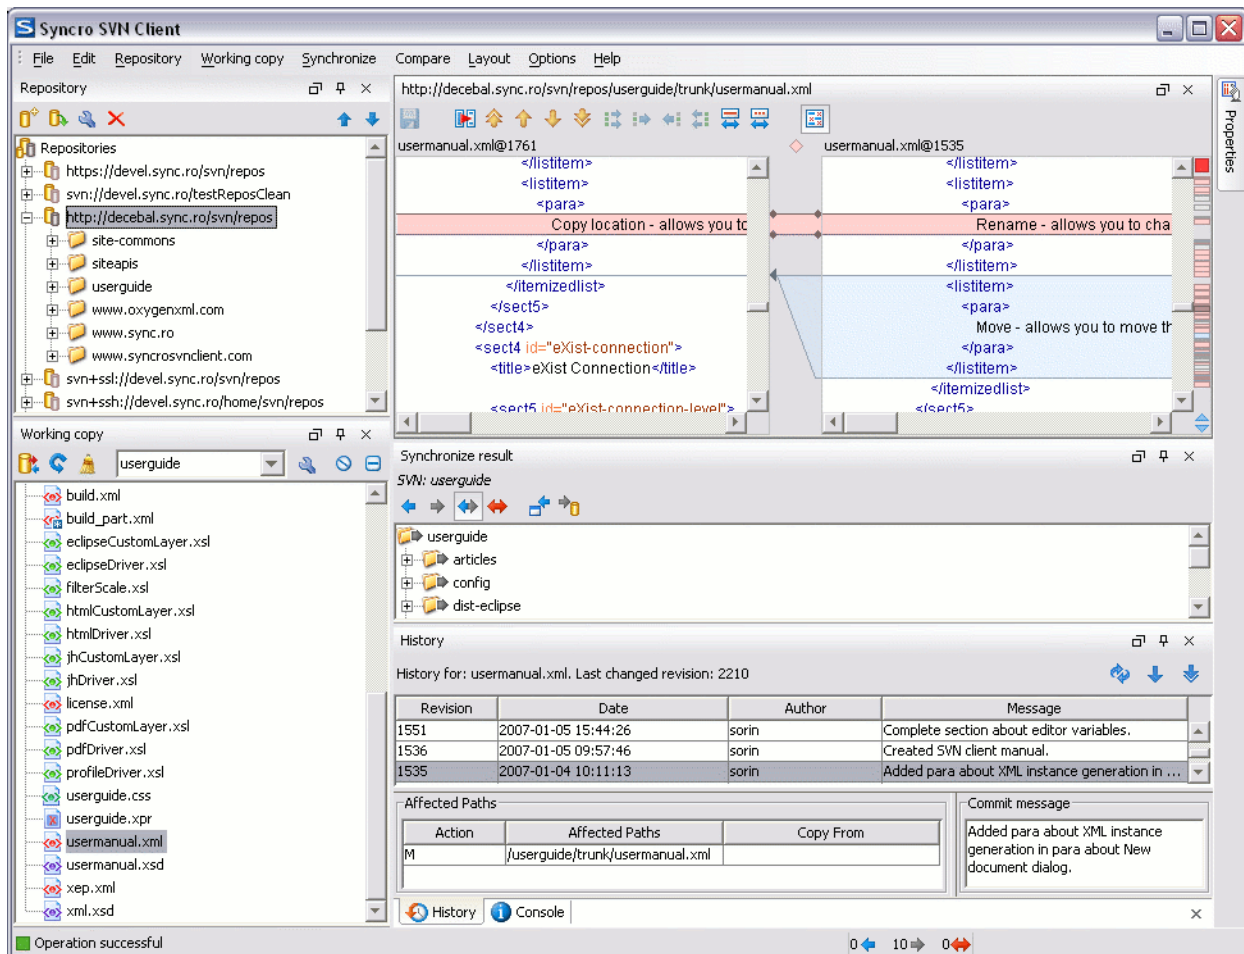 Syncro SVN Client
File Edit Repository Working copy Synchronize Compare Layout Options Help
Repository
Repositories
https://devel.sync.ro/svn/repos
svn://devel.sync.ro/testReposClean
http://decebal.sync.ro/svn/repos
site-commons
siteapis
userguide
www.oxygenxml.com
www.sync.ro
www.syncrosvnclient.com
svn+ssl://devel.sync.ro/svn/repos
svn+ssh://devel.sync.ro/home/svn/repos
Working copy
userguide
build.xml
build_part.xml
eclipseCustomLayer.xsl
eclipseDriver.xsl
filterScale.xsl
htmlCustomLayer.xsl
htmlDriver.xsl
jhCustomLayer.xsl
jhDriver.xsl
license.xml
pdfCustomLayer.xsl
pdfDriver.xsl
profileDriver.xsl
userguide.css
userguide.xpr
usermanual.xml
usermanual.xsd
xep.xml
xml.xsd
http://decebal.sync.ro/svn/repos/userguide/trunk/usermanual.xml
usermanual.xml@1761
</listitem>
<listitem>
<para>
Copy location - allows you to
</para>
</listitem>
</itemizedlist>
</sect5>
</sect4>
<sect4 id="eXist-connection">
<title>eXist Connection</title>
<sect5 id="eXist-connection-level">
usermanual.xml@1535
</listitem>
<listitem>
<para>
Rename - allows you to cha
</para>
</listitem>
<listitem>
<para>
Move - allows you to move th
</para>
</listitem>
</itemizedlist>
</sect5>
Properties
Synchronize result
SVN: userguide
userguide
articles
config
dist-eclipse
History
History for: usermanual.xml. Last changed revision: 2210
Revision Date Author Message
1551 2007-01-05 15:44:26 sorin Complete section about editor variables.
1536 2007-01-05 09:57:46 sorin Created SVN client manual.
1535 2007-01-04 10:11:13 sorin Added para about XML instance generation in ...
Affected Paths
Action Affected Paths Copy From
M /userguide/trunk/usermanual.xml
Commit message
Added para about XML instance
generation in para about New
document dialog.
History Console
Operation successful
0 10 0